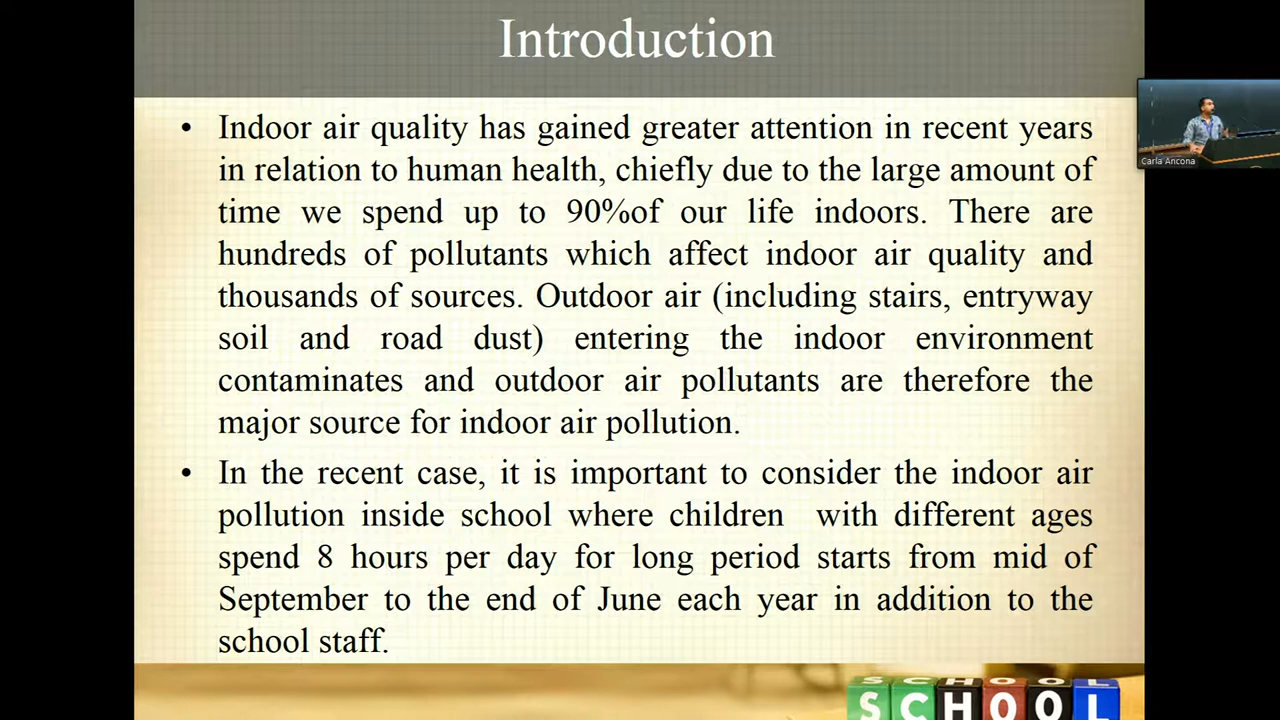 Introduction
• Indoor air quality has gained greater attention in recent years
in relation to human health, chiefly due to the large amount of
time we spend up to 90%of our life indoors. There are
hundreds of pollutants which affect indoor air quality and
thousands of sources. Outdoor air (including stairs, entryway
soil and road dust) entering the indoor environment
contaminates and outdoor air pollutants are therefore the
major source for indoor air pollution.
• In the recent case, it is important to consider the indoor air
pollution inside school where children with different ages
spend 8 hours per day for long period starts from mid of
September to the end of June each year in addition to the
school staff.
Carla Ancona
SCHOOL
SCHOOL